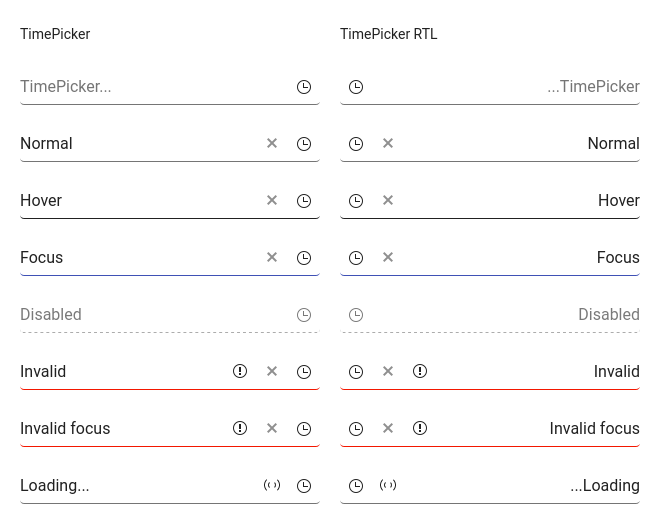 TimePicker TimePicker RTL
TimePicker... ...TimePicker
Normal Normal
Hover Hover
Focus Focus
Disabled Disabled
Invalid Invalid
Invalid focus Invalid focus
Loading... ...Loading